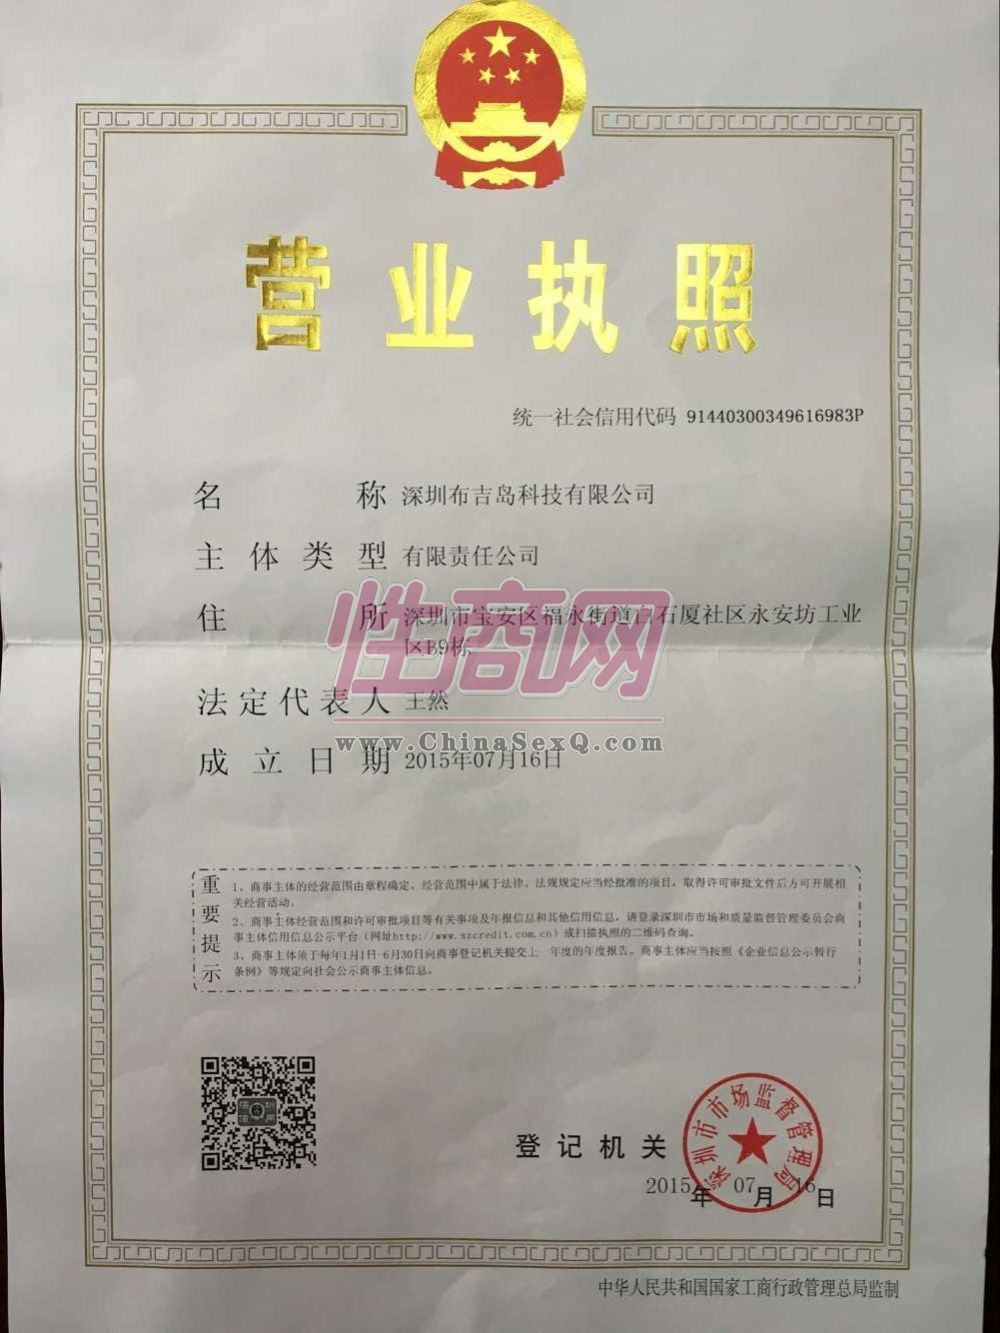 营业执照
统一社会信用代码 91440300349616983P
名称 深圳布吉岛科技有限公司
主体类型 有限责任公司
住所 深圳市宝安区福永街道白石厦社区永安坊工业
区B9栋
性商网
法定代表人 王然
www.ChinaSexQ.com
成立日期 2015年07月16日
重要提示
1、商事主体的经营范围由章程确定。经营范围中属于法律、法规规定应当经批准的项目，取得许可审批文件后方可开展相
关经营活动。
2、商事主体经营范围和许可审批项目等有关事项及年报信息和其他信用信息，请登录深圳市市场和质量监督管理委员会商
事主体信用信息公示平台（网址http://www.szcredit.com.cn）或扫描执照的二维码查询。
3、商事主体须于每年1月1日-6月30日向商事登记机关提交上一年度的年度报告。商事主体应当按照《企业信息公示暂行
条例》等规定向社会公示商事主体信息。
深圳信用
登记机关
深圳市市场监督管理局
2015年07月16日
中华人民共和国国家工商行政管理总局监制